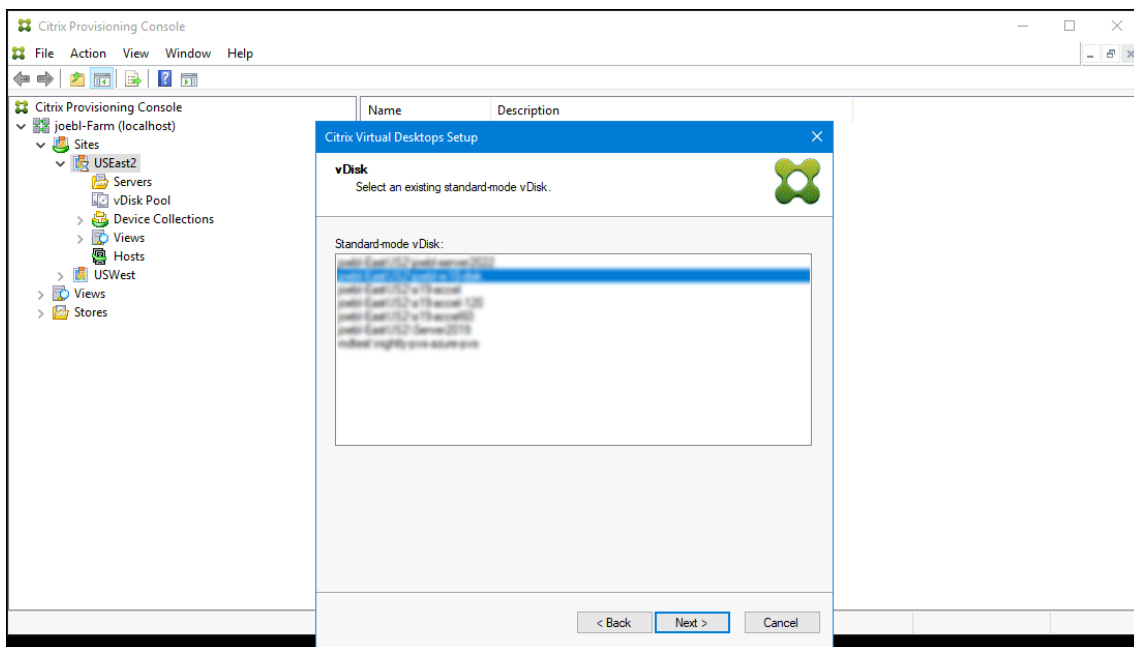 Citrix Provisioning Console
File Action View Window Help
Citrix Provisioning Console
joebl-Farm (localhost)
Sites
USEast2
Servers
vDisk Pool
Device Collections
Views
Hosts
USWest
Views
Stores
Name Description
Citrix Virtual Desktops Setup
vDisk
Select an existing standard-mode vDisk.
Standard-mode vDisk:
< Back Next > Cancel